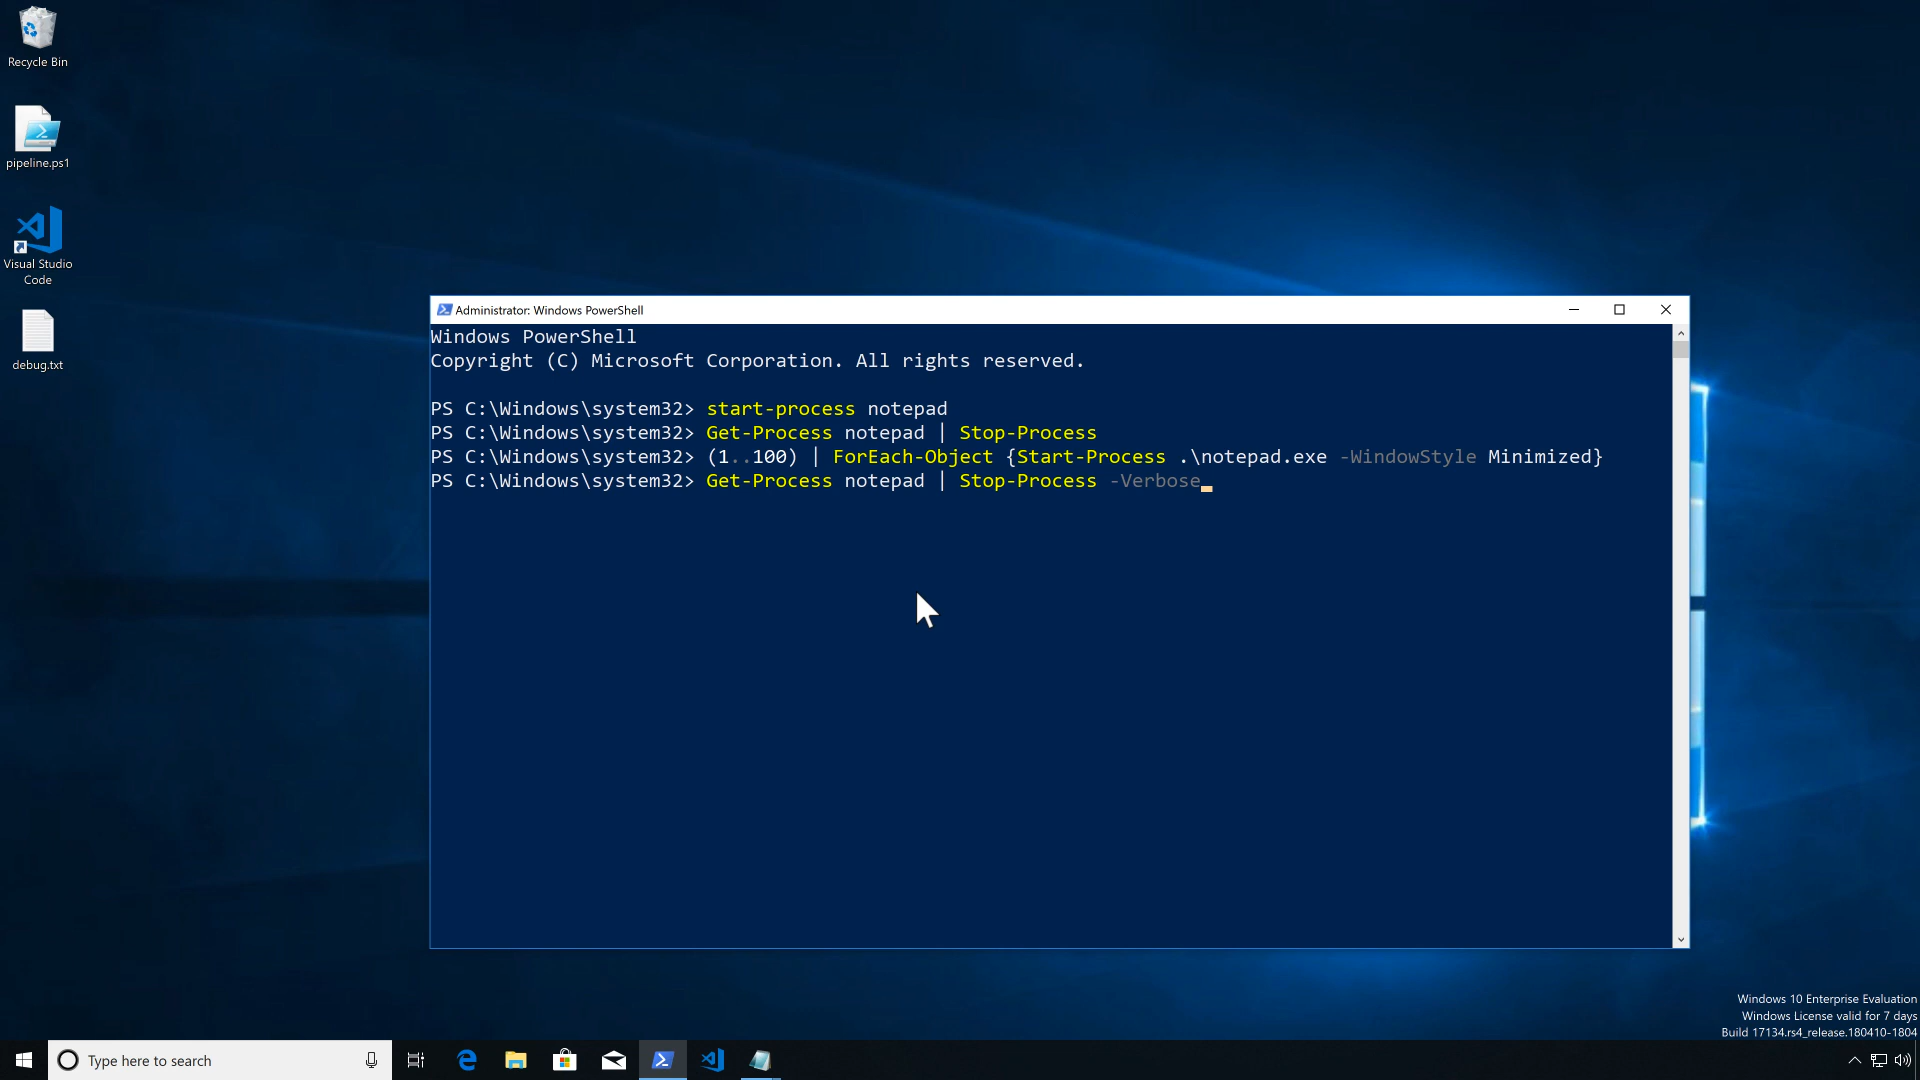 Recycle Bin
pipeline.ps1
Visual Studio
Code
debug.txt
Administrator: Windows PowerShell
Windows PowerShell
Copyright (C) Microsoft Corporation. All rights reserved.
PS C:\Windows\system32> start-process notepad
PS C:\Windows\system32> Get-Process notepad | Stop-Process
PS C:\Windows\system32> (1..100) | ForEach-Object {Start-Process .\notepad.exe -WindowStyle Minimized}
PS C:\Windows\system32> Get-Process notepad | Stop-Process -Verbose
Windows 10 Enterprise Evaluation
Windows License valid for 7 days
Build 17134.rs4_release.180410-1804
Type here to search